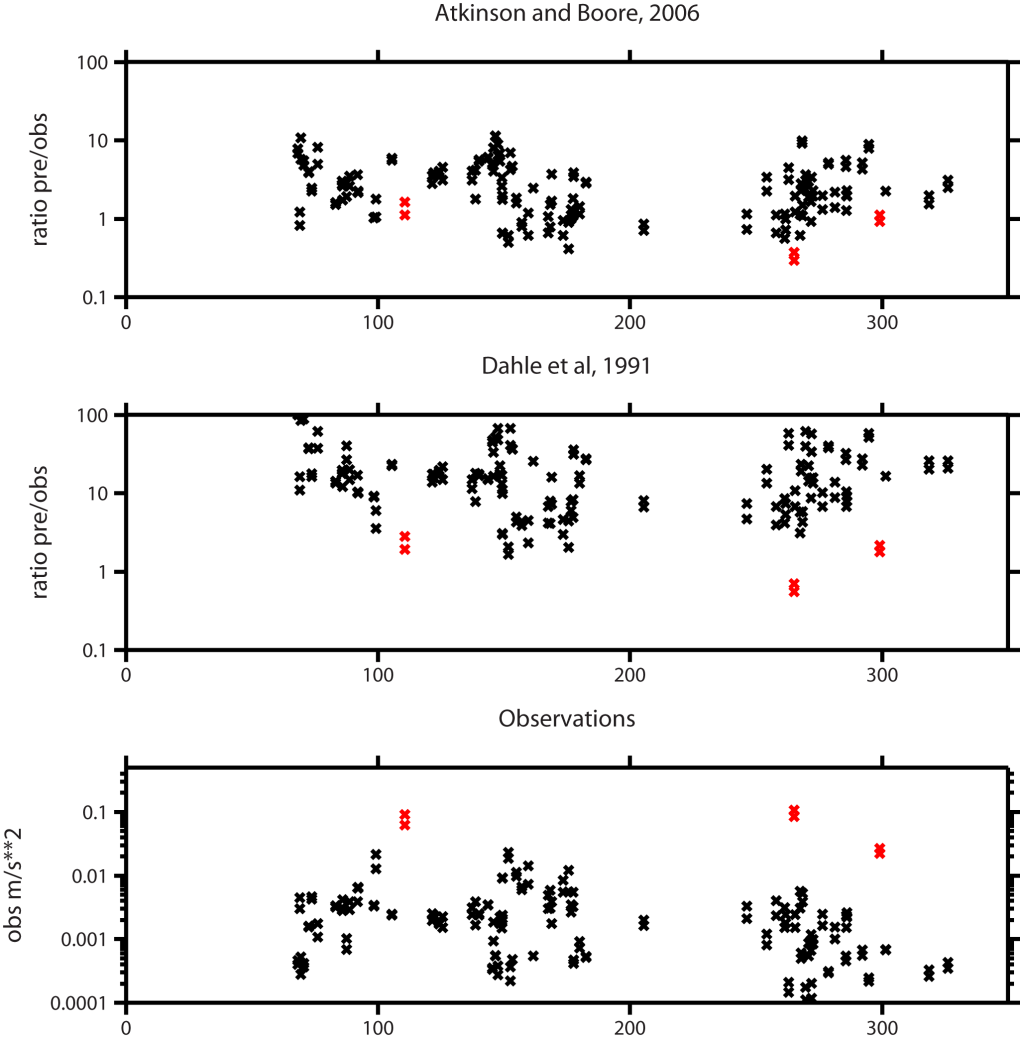 Atkinson and Boore, 2006
100
10
1
0.1
ratio pre/obs
0 100 200 300
Dahle et al, 1991
100
10
1
0.1
ratio pre/obs
0 100 200 300
Observations
0.1
0.01
0.001
0.0001
obs m/s**2
0 100 200 300